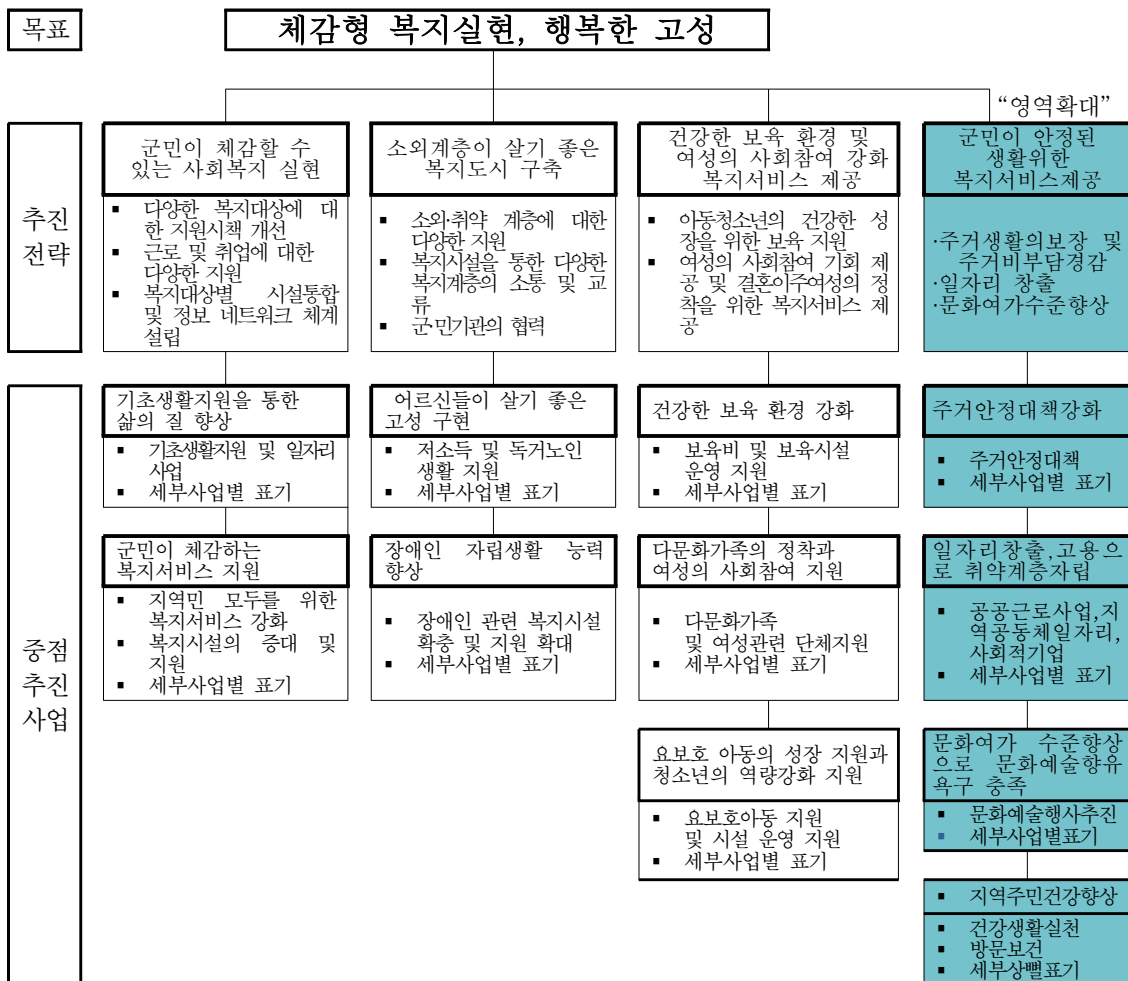 목표
체감형 복지실현, 행복한 고성
“영역확대”
추진
전략
군민이 체감할 수
있는 사회복지 실현
▪ 다양한 복지대상에 대
한 지원시책 개선
▪ 근로 및 취업에 대한
다양한 지원
▪ 복지대상별 시설통합
및 정보 네트워크 체계
설립
소외계층이 살기 좋은
복지도시 구축
▪ 소외·취약 계층에 대한
다양한 지원
▪ 복지시설을 통한 다양한
복지계층의 소통 및 교
류
▪ 군·민기관의 협력
건강한 보육 환경 및
여성의 사회참여 강화
복지서비스 제공
▪ 아동청소년의 건강한 성
장을 위한 보육 지원
▪ 여성의 사회참여 기회 제
공 및 결혼이주여성의 정
착을 위한 복지서비스 제
공
군민이 안정된
생활위한
복지서비스제공
·주거생활의보장 및
주거비부담경감
·일자리 창출
·문화여가수준향상
중점
추진
사업
기초생활지원을 통한
삶의 질 향상
▪ 기초생활지원 및 일자리
사업
▪ 세부사업별 표기
어르신들이 살기 좋은
고성 구현
▪ 저소득 및 독거노인
생활 지원
▪ 세부사업별 표기
건강한 보육 환경 강화
▪ 보육비 및 보육시설
운영 지원
▪ 세부사업별 표기
주거안정대책강화
▪ 주거안정대책
▪ 세부사업별 표기
군민이 체감하는
복지서비스 지원
▪ 지역민 모두를 위한
복지서비스 강화
▪ 복지시설의 증대 및
지원
▪ 세부사업별 표기
장애인 자립생활 능력
향상
▪ 장애인 관련 복지시설
확충 및 지원 확대
▪ 세부사업별 표기
다문화가족의 정착과
여성의 사회참여 지원
▪ 다문화가족
및 여성관련 단체지원
▪ 세부사업별 표기
일자리창출,고용으
로 취약계층자립
▪ 공공근로사업,지
역공동체일자리,
사회적기업
▪ 세부사업별 표기
요보호 아동의 성장 지원과
청소년의 역량강화 지원
▪ 요보호아동 지원
및 시설 운영 지원
▪ 세부사업별 표기
문화여가 수준향상
으로 문화예술향유
욕구 충족
▪ 문화예술행사추진
▪ 세부사업별표기
▪ 지역주민건강향상
▪ 건강생활실천
▪ 방문보건
▪ 세부상뻘표기